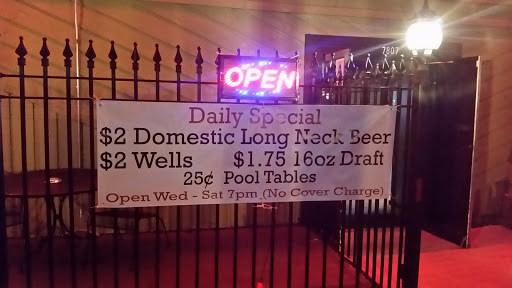 7807
OPEN
Daily Special
$2 Domestic Long Neck Beer
$2 Wells $1.75 16oz Draft
25¢ Pool Tables
Open Wed - Sat 7pm (No Cover Charge)